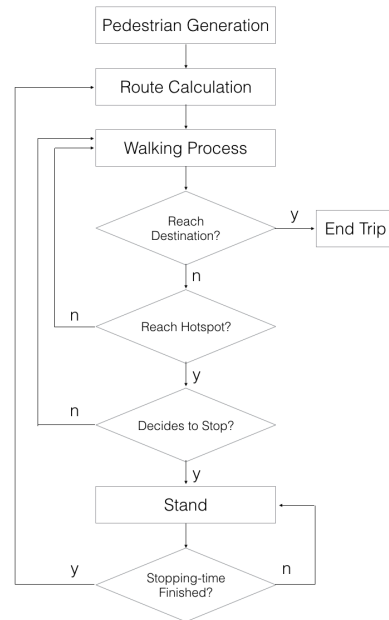 Pedestrian Generation
Route Calculation
Walking Process
Reach
Destination?
y
End Trip
n
n
Reach Hotspot?
y
n
Decides to Stop?
y
Stand
y
Stopping-time
Finished?
n